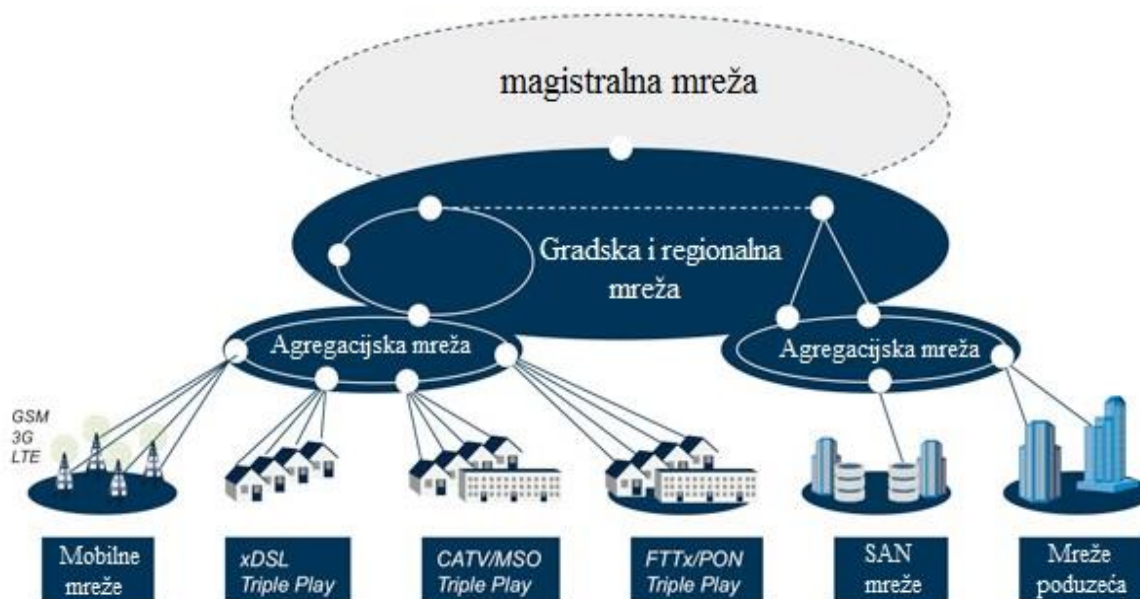 magistralna mreža
Gradska i regionalna
mreža
Agregacijska mreža
Agregacijska mreža
GSM
3G
LTE
Mobilne
mreže
xDSL
Triple Play
CATV/MSO
Triple Play
FTTx/PON
Triple Play
SAN
mreže
Mreže
poduzeća